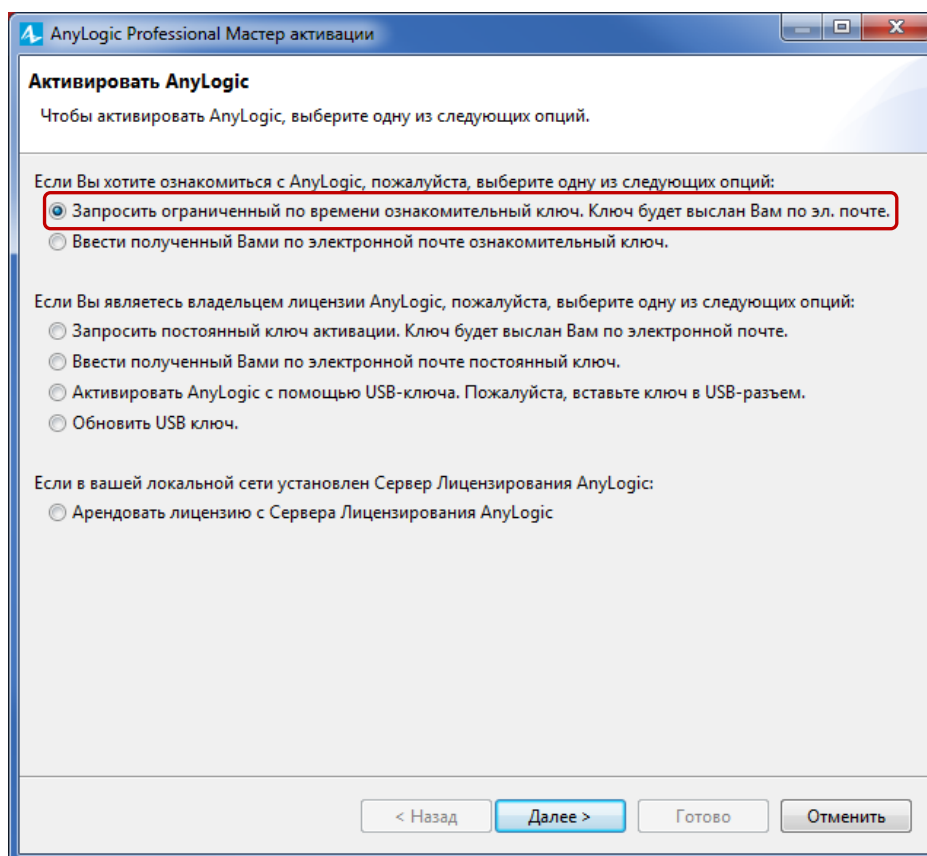 AnyLogic Professional Мастер активации
Активировать AnyLogic
Чтобы активировать AnyLogic, выберите одну из следующих опций.
Если Вы хотите ознакомиться с AnyLogic, пожалуйста, выберите одну из следующих опций:
Запросить ограниченный по времени ознакомительный ключ. Ключ будет выслан Вам по эл. почте.
Ввести полученный Вами по электронной почте ознакомительный ключ.
Если Вы являетесь владельцем лицензии AnyLogic, пожалуйста, выберите одну из следующих опций:
Запросить постоянный ключ активации. Ключ будет выслан Вам по электронной почте.
Ввести полученный Вами по электронной почте постоянный ключ.
Активировать AnyLogic с помощью USB-ключа. Пожалуйста, вставьте ключ в USB-разъем.
Обновить USB ключ.
Если в вашей локальной сети установлен Сервер Лицензирования AnyLogic:
Арендовать лицензию с Сервера Лицензирования AnyLogic
< Назад Далее > Готово Отменить